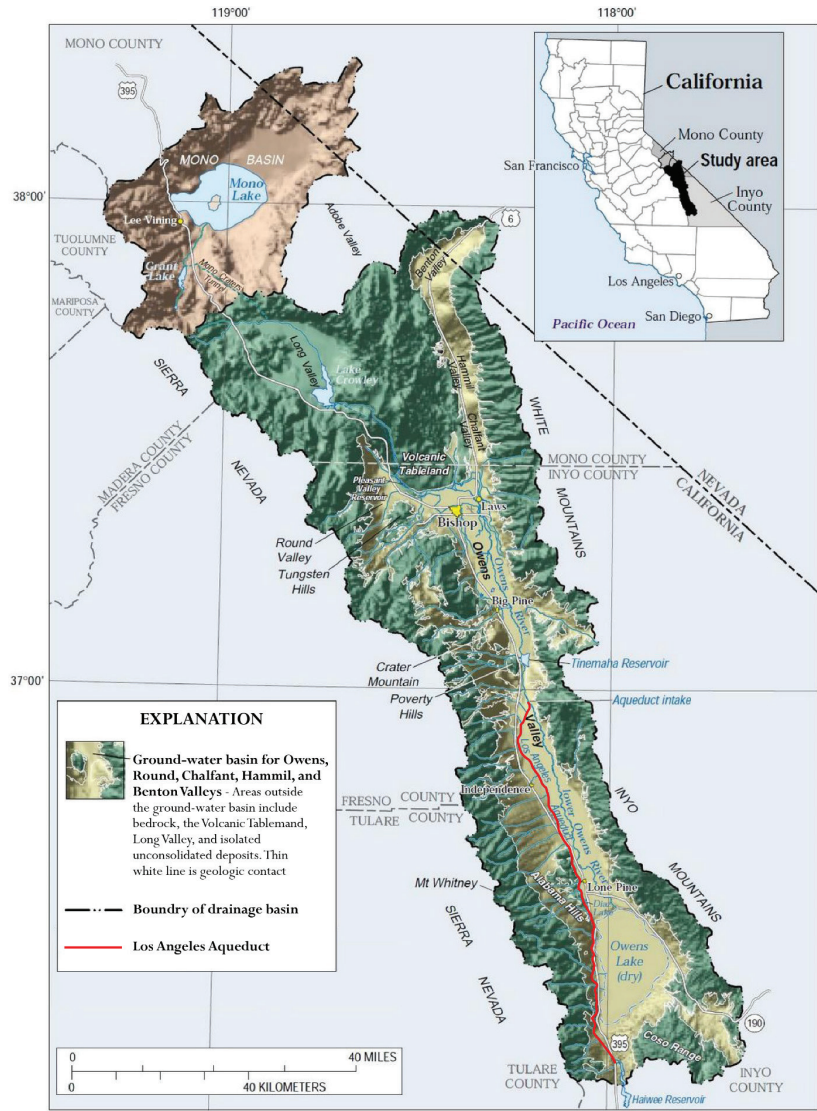 119°00'
118°00'
MONO COUNTY
395
MONO BASIN
Mono
Lake
38°00'
Lee Vining
TUOLUMNE
COUNTY
Grant
Lake
Mono Craters
Tunnel
MARIPOSA
COUNTY
Adobe Valley
6
Benton
Valley
California
Mono County
San Francisco
Study area
Inyo
County
Los Angeles
San Diego
Pacific Ocean
SIERRA
NEVADA
Long Valley
Lake
Crowley
Hammil
Valley
Chalfant
Valley
WHITE
MOUNTAINS
MADERA COUNTY
FRESNO COUNTY
Volcanic
Tableland
MONO COUNTY
INYO COUNTY
NEVADA
CALIFORNIA
Pleasant
Valley
Reservoir
Laws
Bishop
Round
Valley
Tungsten
Hills
Owens
Owens River
Big Pine
Crater
Mountain
Poverty
Hills
Tinemaha Reservoir
37°00'
Aqueduct intake
Valley
Los Angeles
Aqueduct
Independence
Lower Owens River
INYO
MOUNTAINS
FRESNO COUNTY
TULARE COUNTY
Mt Whitney
Alabama Hills
Lone Pine
SIERRA
NEVADA
Owens
Lake
(dry)
190
395
Coso Range
TULARE
COUNTY
INYO
COUNTY
Haiwee Reservoir
EXPLANATION
Ground-water basin for Owens,
Round, Chalfant, Hammil, and
Benton Valleys - Areas outside
the ground-water basin include
bedrock, the Volcanic Tablemand,
Long Valley, and isolated
unconsolidated deposits. Thin
white line is geologic contact
Boundry of drainage basin
Los Angeles Aqueduct
0 40 MILES
0 40 KILOMETERS